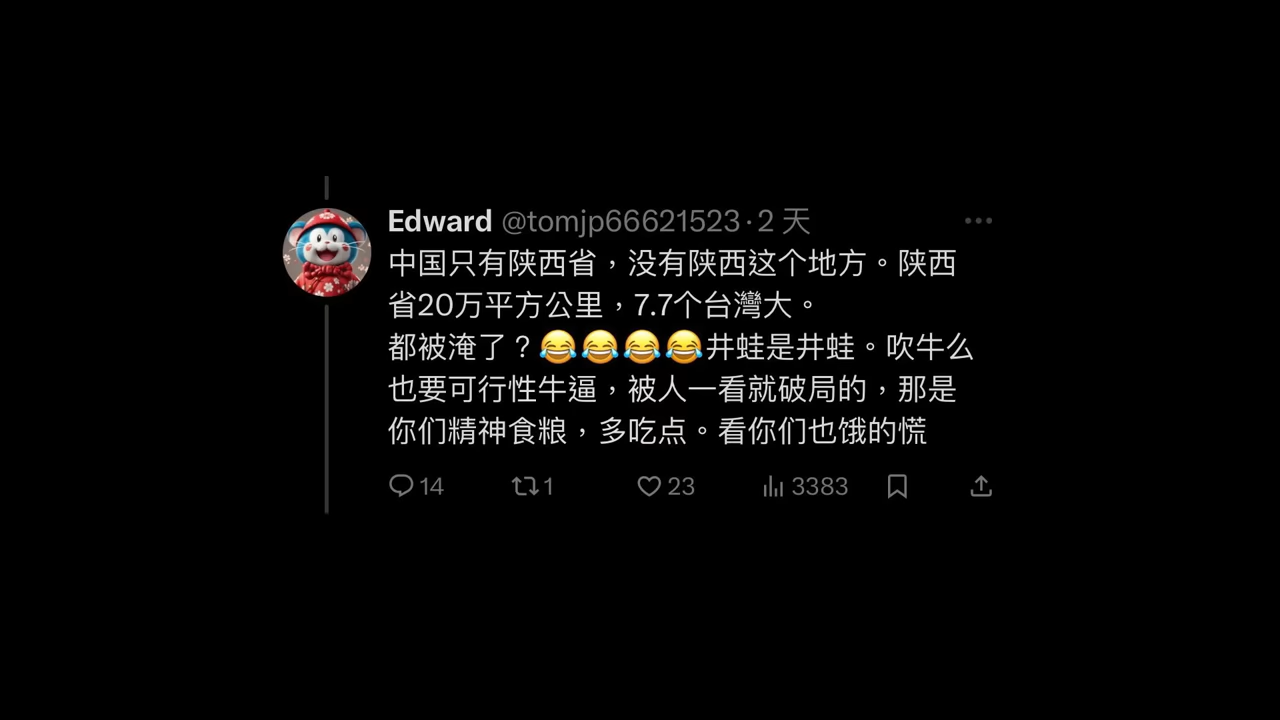 Edward @tomjp66621523·2 天
中国只有陕西省，没有陕西这个地方。陕西
省20万平方公里，7.7个台灣大。
都被淹了？😂😂😂😂井蛙是井蛙。吹牛么
也要可行性牛逼，被人一看就破局的，那是
你们精神食粮，多吃点。看你们也饿的慌
14 1 23 3383